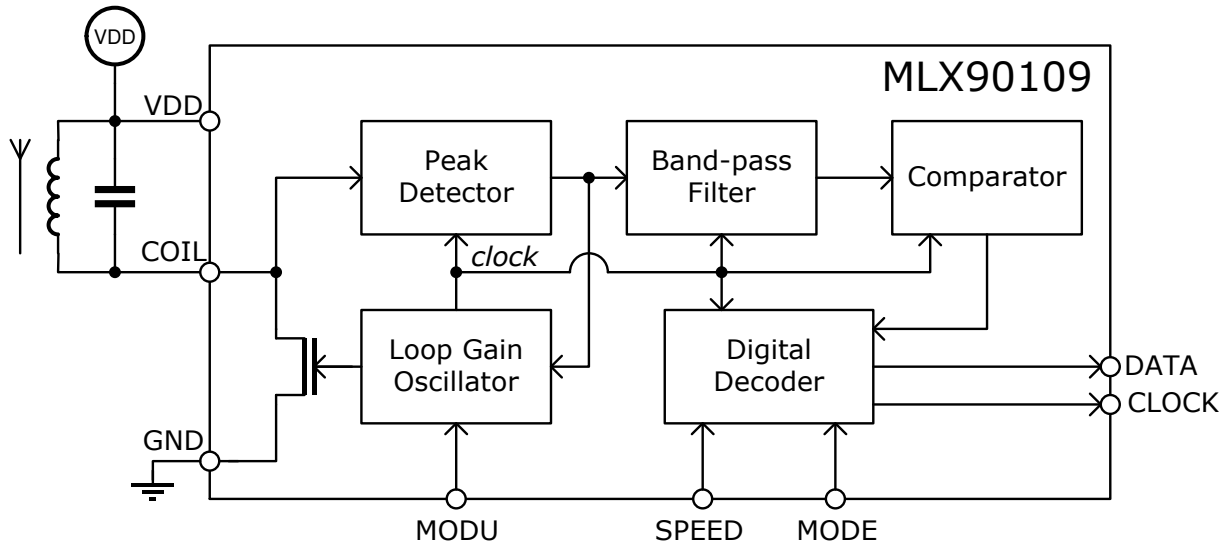 VDD
MLX90109
VDD
Peak
Detector
Band-pass
Filter
Comparator
COIL
clock
Loop Gain
Oscillator
Digital
Decoder
DATA
CLOCK
GND
MODU
SPEED
MODE